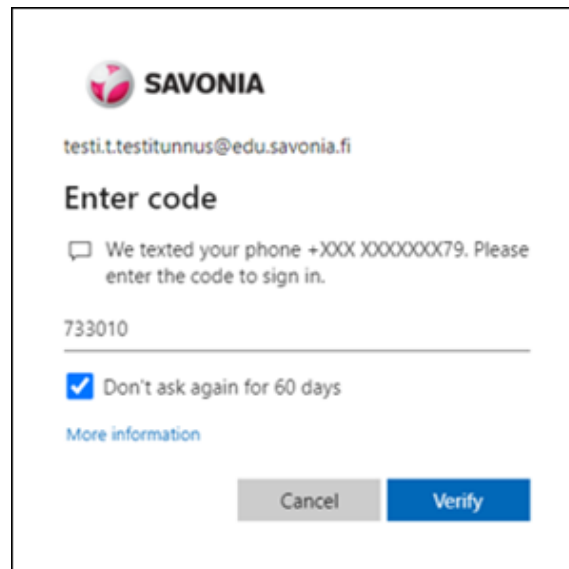 SAVONIA
testi.t.testitunnus@edu.savonia.fi
Enter code
We texted your phone +XXX XXXXXXX79. Please
enter the code to sign in.
733010
Don't ask again for 60 days
More information
Cancel Verify